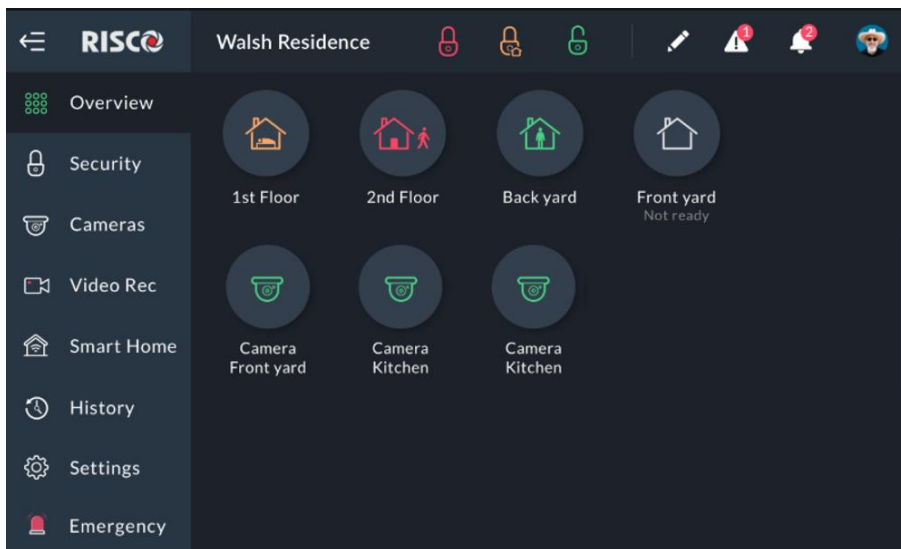 RISCO
Walsh Residence
1
2
Overview
Security
Cameras
Video Rec
Smart Home
History
Settings
Emergency
1st Floor
2nd Floor
Back yard
Front yard
Not ready
Camera
Front yard
Camera
Kitchen
Camera
Kitchen